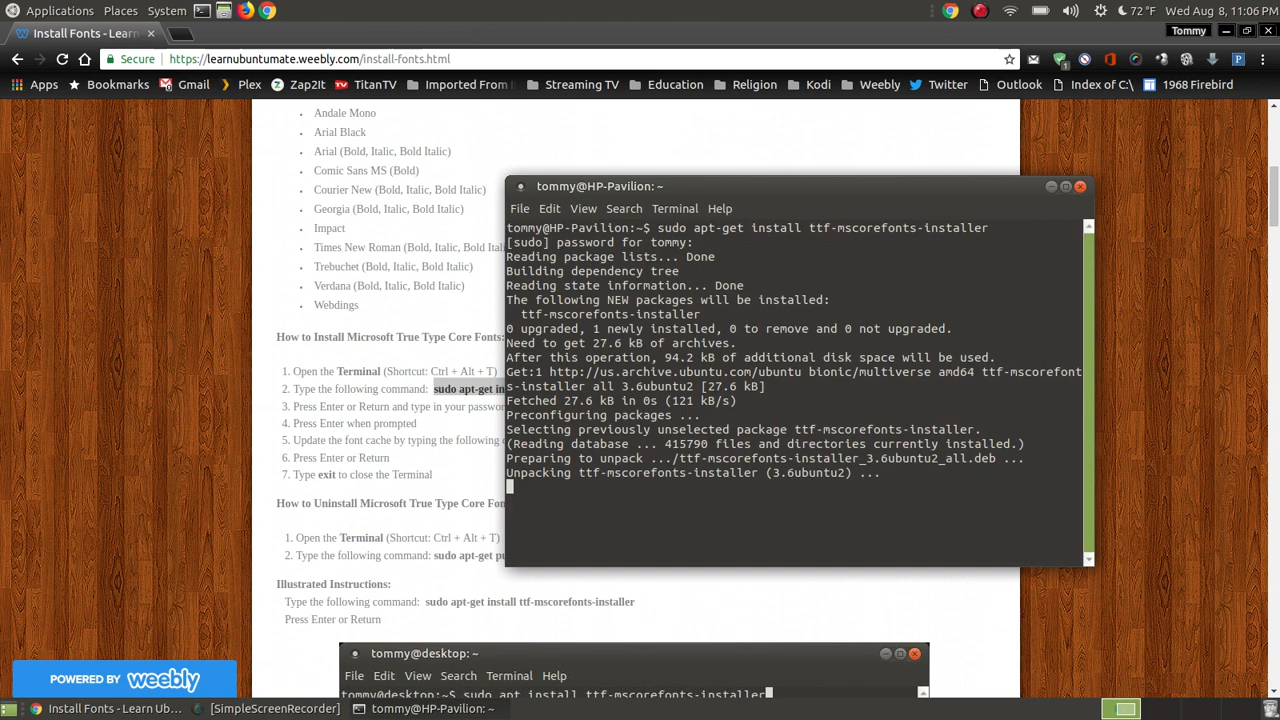 Applications Places System
72 °F Wed Aug 8, 11:06 PM
Install Fonts - Learn
Tommy
Secure https://learnubuntumate.weebly.com/install-fonts.html
1
Apps Bookmarks Gmail Plex Zap2It TitanTV Imported From I Streaming TV Education Religion Kodi Weebly Twitter Outlook Index of C:\ 1968 Firebird
• Andale Mono
• Arial Black
• Arial (Bold, Italic, Bold Italic)
• Comic Sans MS (Bold)
• Courier New (Bold, Italic, Bold Italic)
• Georgia (Bold, Italic, Bold Italic)
• Impact
• Times New Roman (Bold, Italic, Bold Ital
• Trebuchet (Bold, Italic, Bold Italic)
• Verdana (Bold, Italic, Bold Italic)
• Webdings
How to Install Microsoft True Type Core Fonts:
1. Open the Terminal (Shortcut: Ctrl + Alt + T)
2. Type the following command: sudo apt-get in
3. Press Enter or Return and type in your passwor
4. Press Enter when prompted
5. Update the font cache by typing the following c
6. Press Enter or Return
7. Type exit to close the Terminal
How to Uninstall Microsoft True Type Core Fon
1. Open the Terminal (Shortcut: Ctrl + Alt + T)
2. Type the following command: sudo apt-get pu
Illustrated Instructions:
Type the following command: sudo apt-get install ttf-mscorefonts-installer
Press Enter or Return
tommy@HP-Pavilion: ~
File Edit View Search Terminal Help
tommy@HP-Pavilion:~$ sudo apt-get install ttf-mscorefonts-installer
[sudo] password for tommy:
Reading package lists... Done
Building dependency tree
Reading state information... Done
The following NEW packages will be installed:
ttf-mscorefonts-installer
0 upgraded, 1 newly installed, 0 to remove and 0 not upgraded.
Need to get 27.6 kB of archives.
After this operation, 94.2 kB of additional disk space will be used.
Get:1 http://us.archive.ubuntu.com/ubuntu bionic/multiverse amd64 ttf-mscorefont
s-installer all 3.6ubuntu2 [27.6 kB]
Fetched 27.6 kB in 0s (121 kB/s)
Preconfiguring packages ...
Selecting previously unselected package ttf-mscorefonts-installer.
(Reading database ... 415790 files and directories currently installed.)
Preparing to unpack .../ttf-mscorefonts-installer_3.6ubuntu2_all.deb ...
Unpacking ttf-mscorefonts-installer (3.6ubuntu2) ...
tommy@desktop: ~
File Edit View Search Terminal Help
tommy@desktop:~$ sudo apt install ttf-mscorefonts-installer
POWERED BY weebly
Install Fonts - Learn Ub... [SimpleScreenRecorder] tommy@HP-Pavilion: ~